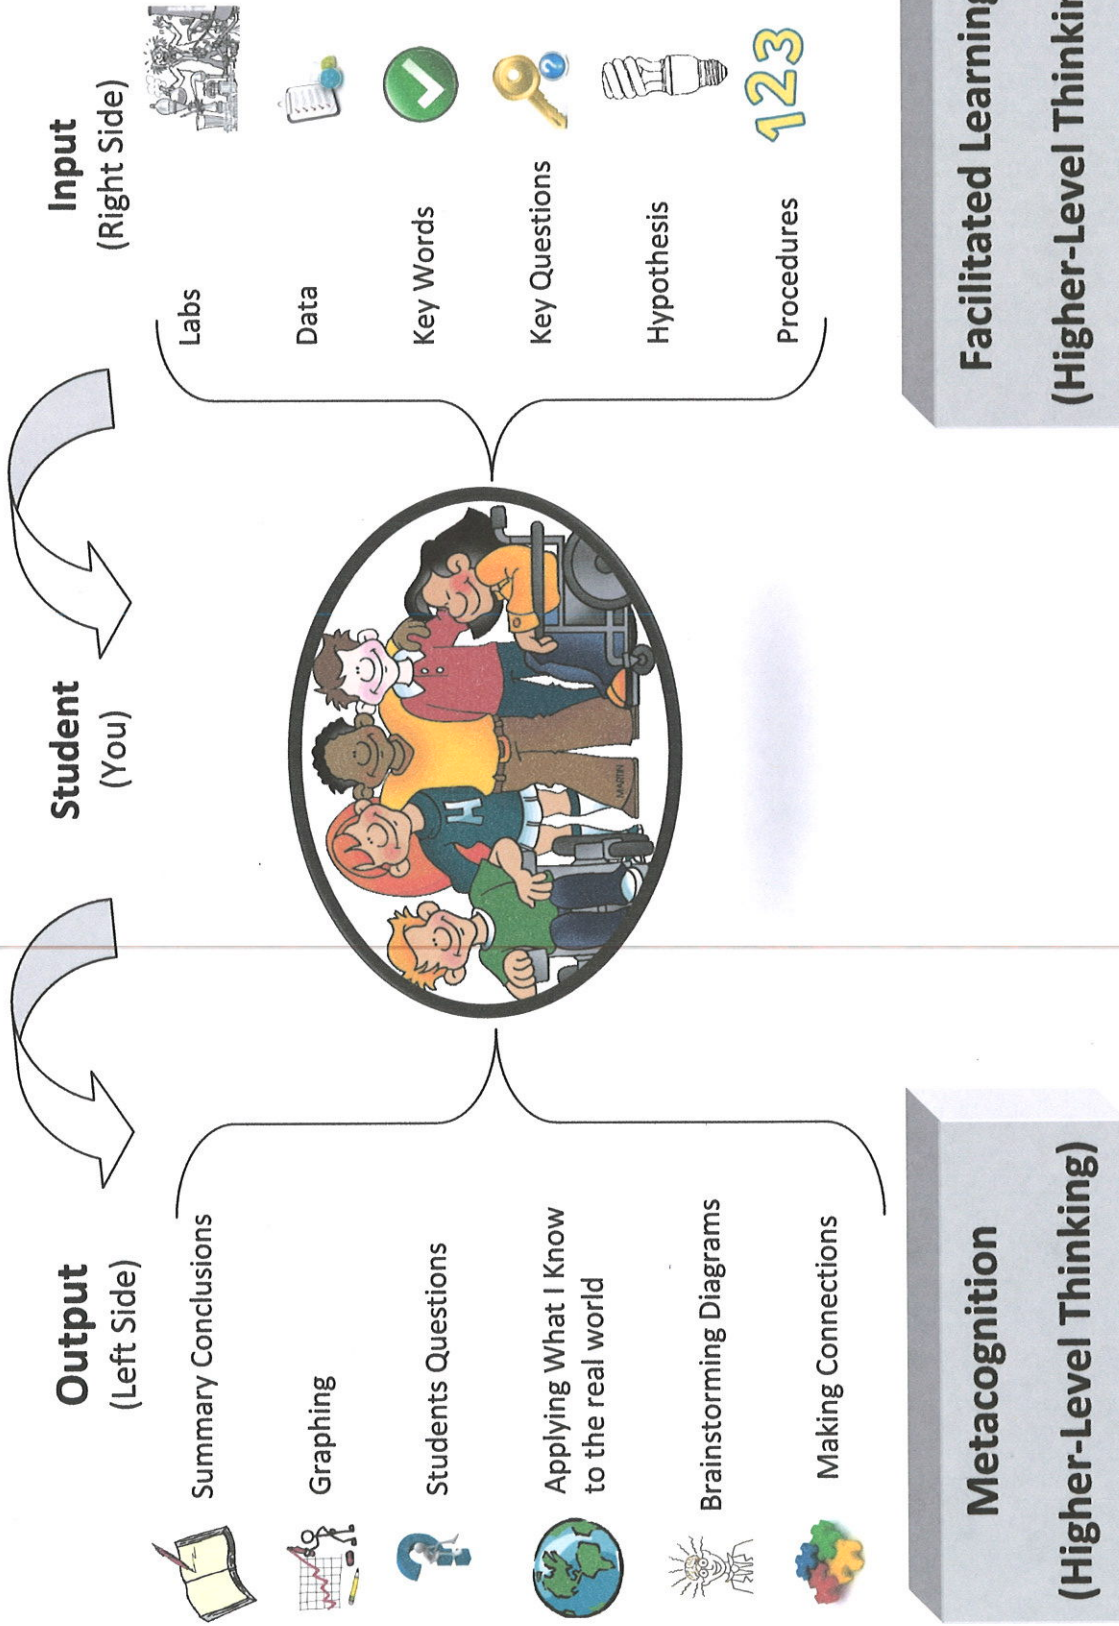 Output
(Left Side)
Student
(You)
Input
(Right Side)
Summary Conclusions
Graphing
Students Questions
Applying What I Know
to the real world
Brainstorming Diagrams
Making Connections
H
MARTIN
Labs
Data
Key Words
Key Questions
?
Hypothesis
Procedures
123
Metacognition
(Higher-Level Thinking)
Facilitated Learning
(Higher-Level Thinkin